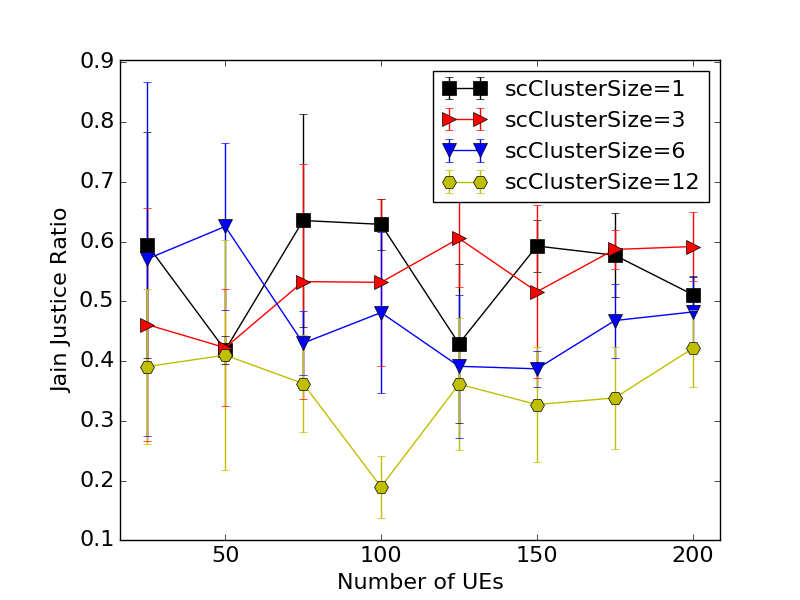 0.9
0.8
0.7
0.6
0.5
0.4
0.3
0.2
0.1
Jain Justice Ratio
scClusterSize=1
scClusterSize=3
scClusterSize=6
scClusterSize=12
50 100 150 200
Number of UEs